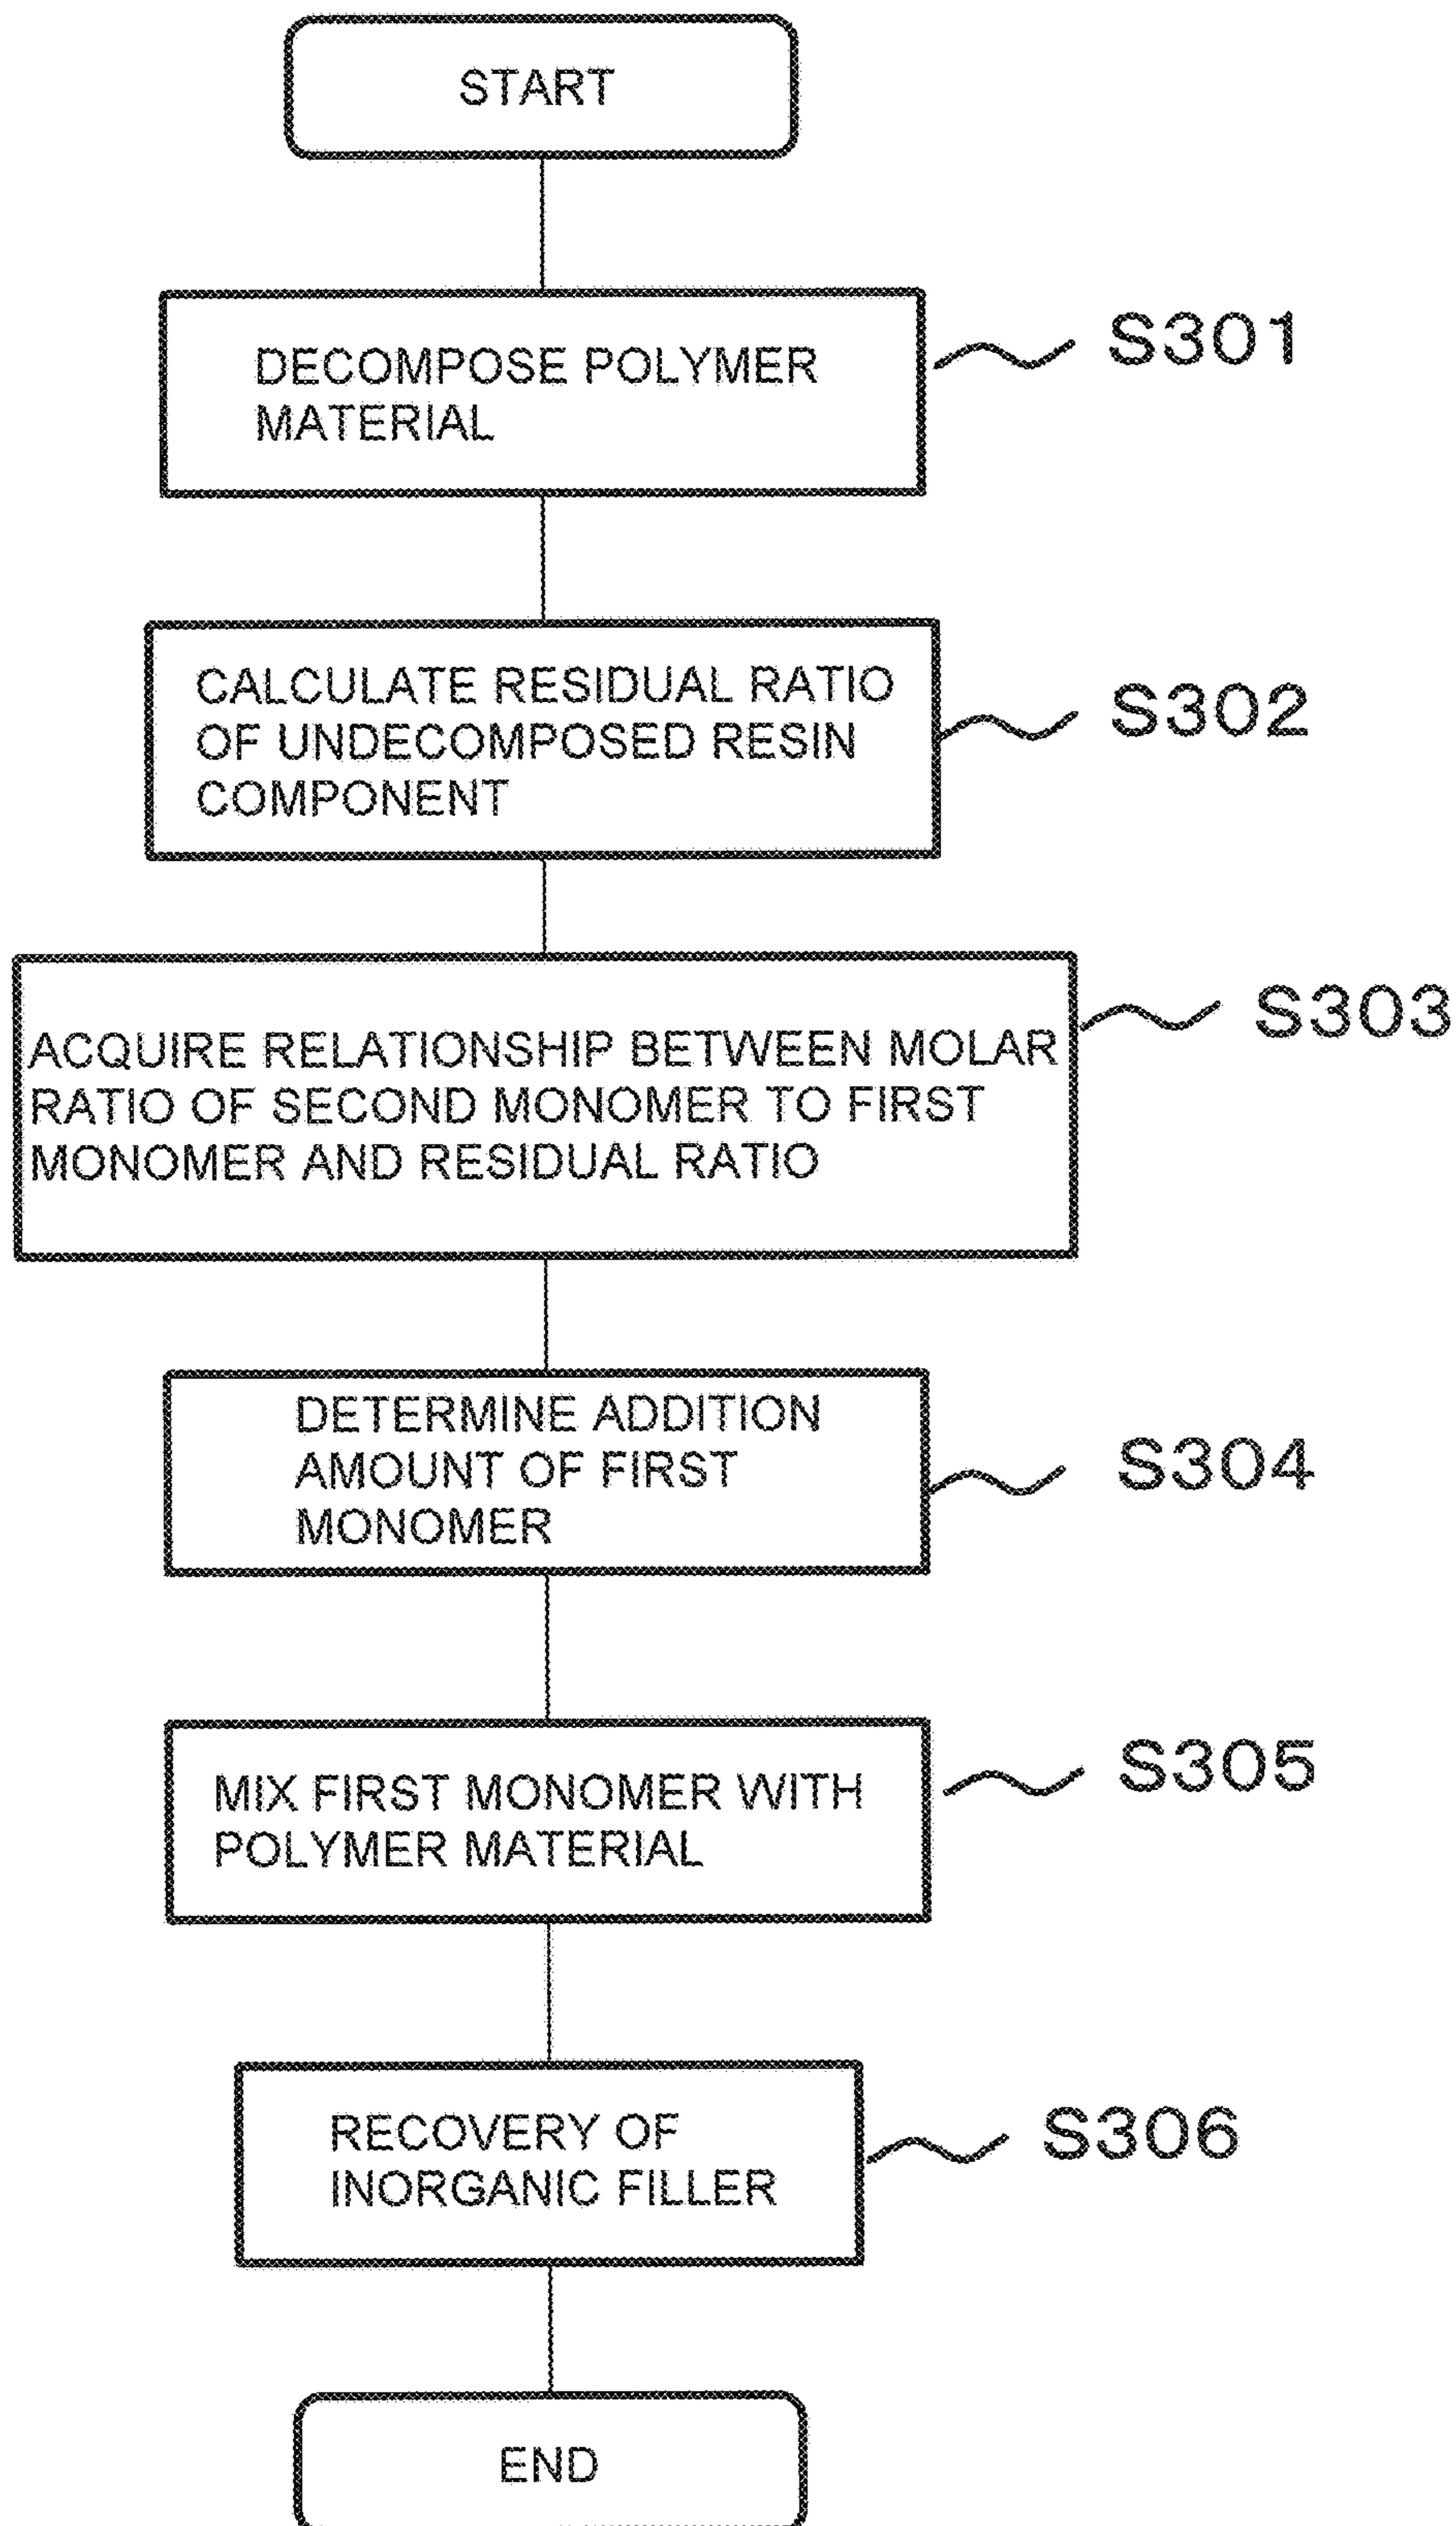 START
DECOMPOSE POLYMER
MATERIAL
S301
CALCULATE RESIDUAL RATIO
OF UNDECOMPOSED RESIN
COMPONENT
S302
ACQUIRE RELATIONSHIP BETWEEN MOLAR
RATIO OF SECOND MONOMER TO FIRST
MONOMER AND RESIDUAL RATIO
S303
DETERMINE ADDITION
AMOUNT OF FIRST
MONOMER
S304
MIX FIRST MONOMER WITH
POLYMER MATERIAL
S305
RECOVERY OF
INORGANIC FILLER
S306
END